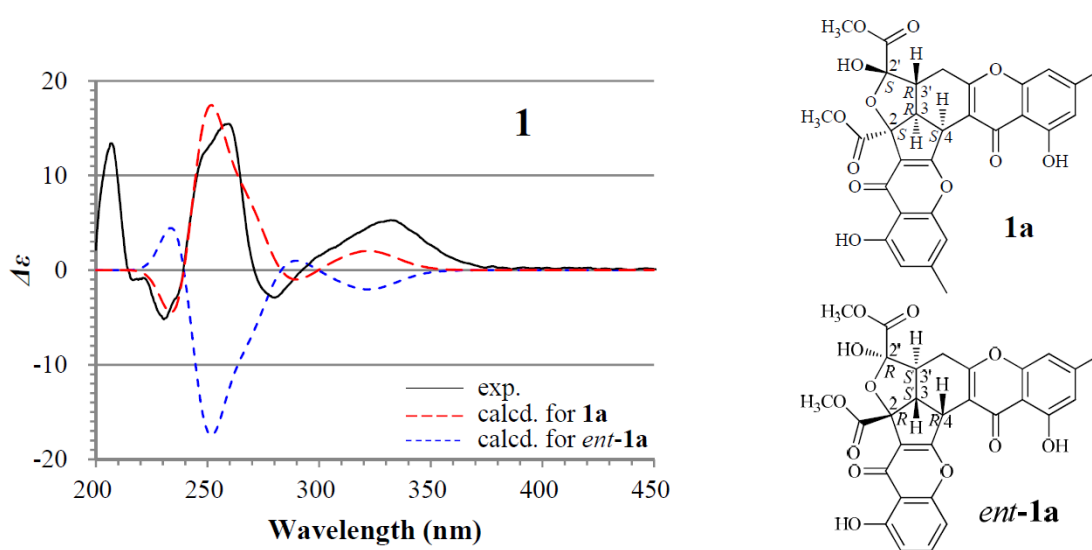 20
10
0
-10
-20
Δε
1
exp.
calcd. for 1a
calcd. for ent-1a
200 250 300 350 400 450
Wavelength (nm)
H3CO O
HO 2' H O
S R 3'
O R 3 H
H3CO 2 S H S 4
O O OH
O O
HO
1a
H3CO O
HO 2' H O
R S 3'
O S 3 H
H3CO 2 R H R 4
O O OH
O O
HO
ent-1a